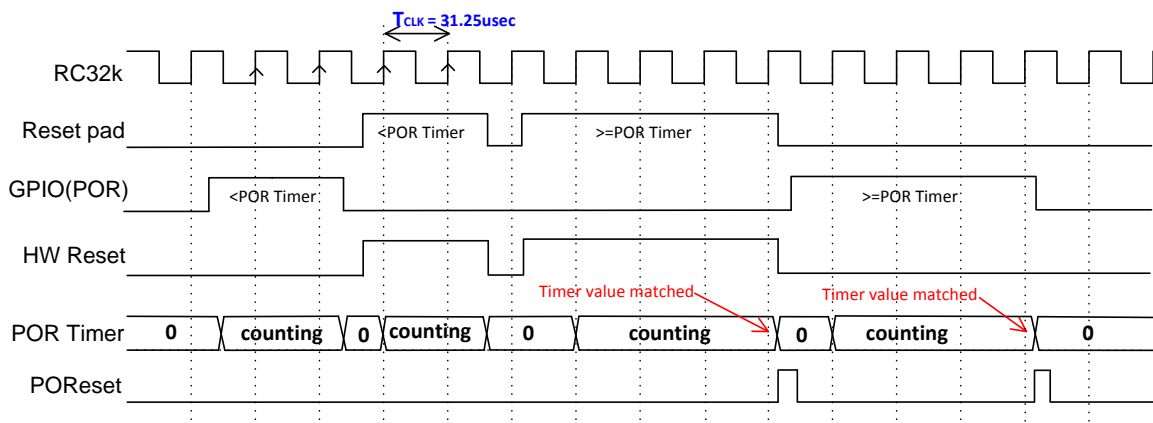 TCLK = 31.25usec
RC32k
Reset pad
<POR Timer
>=POR Timer
GPIO(POR)
<POR Timer
>=POR Timer
HW Reset
Timer value matched
Timer value matched
POR Timer
0
counting
0
counting
0
counting
0
counting
0
POReset